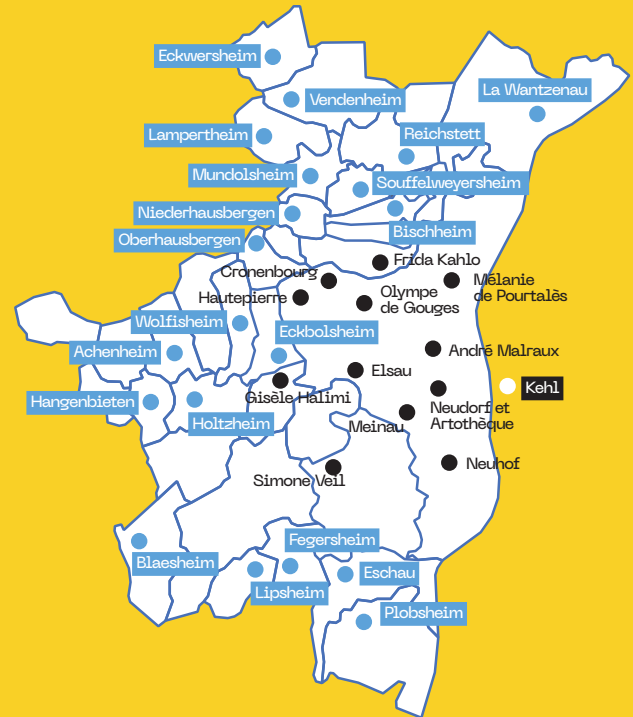 Eckwersheim
La Wantzenau
Vendenheim
Lampertheim
Reichstett
Mundolsheim
Souffelweyersheim
Niederhausbergen
Bischheim
Oberhausbergen
Frida Kahlo
Cronenbourg
Mélanie
de Pourtalès
Hautepierre
Olympe
de Gouges
Wolfisheim
Eckbolsheim
Achenheim
André Malraux
Elsau
Kehl
Gisèle Halimi
Hangenbieten
Holtzheim
Neudorf et
Artothèque
Meinau
Neuhof
Simone Veil
Fegersheim
Blaesheim
Eschau
Lipsheim
Plobsheim